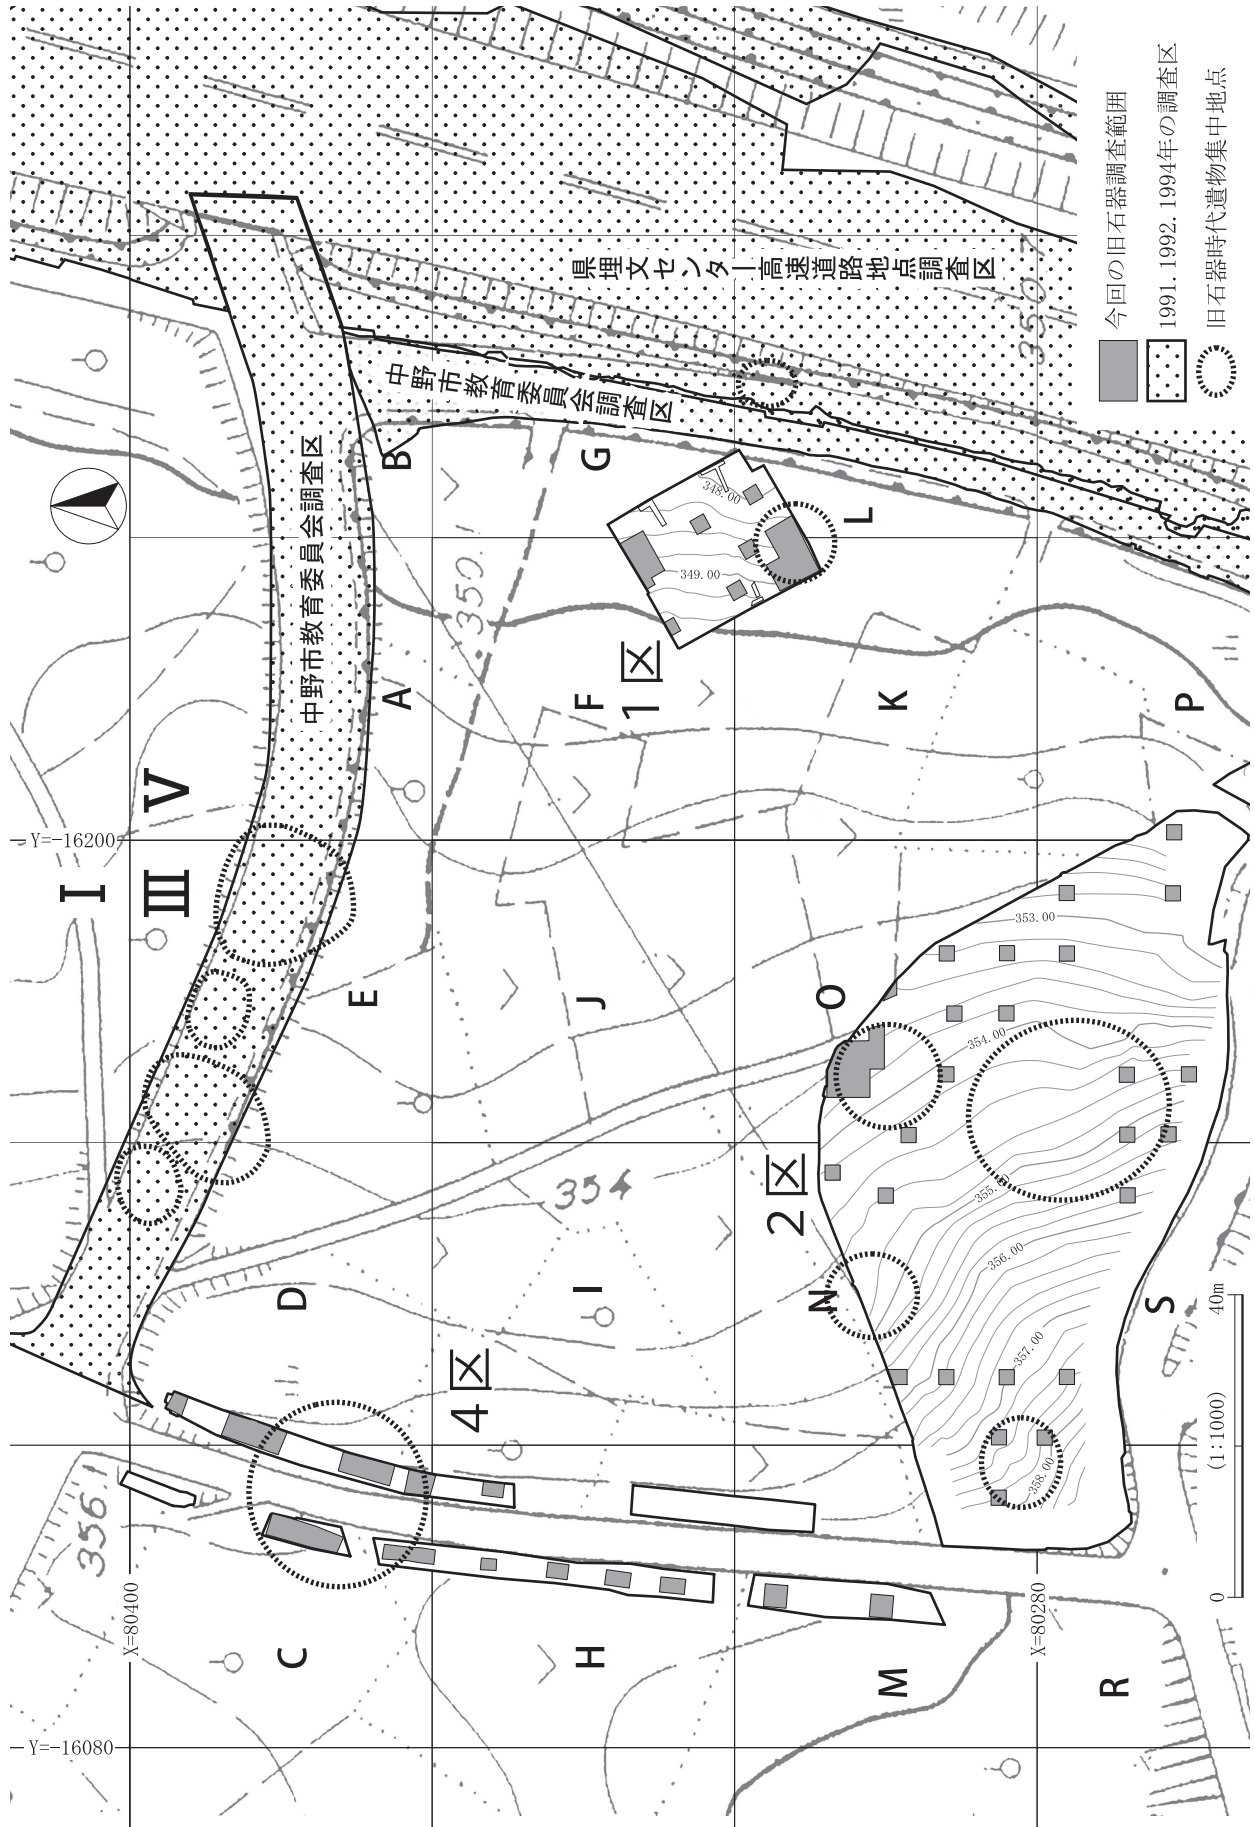 今回の旧石器調査範囲
1991. 1992. 1994年の調査区
旧石器時代遺物集中地点
県埋文センター高速道路地点調査区
中野市教育委員会調査区
中野市教育委員会調査区
350.7
350.
354
356.
I
III
V
A
B
C
D
E
F
G
H
I
J
K
L
M
N
O
P
R
S
1区
2区
4区
348.00
349.00
353.00
354.00
356.00
357.00
358.00
Y=-16200
Y=-16080
X=80400
X=80280
0
(1:1000)
40m